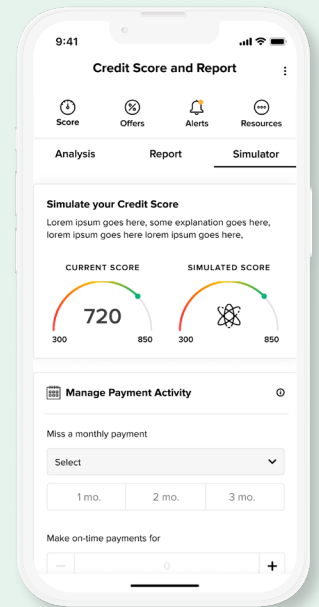 9:41
Credit Score and Report
Score
Offers
Alerts
Resources
Analysis
Report
Simulator
Simulate your Credit Score
Lorem ipsum goes here, some explanation goes here,
lorem ipsum goes here lorem ipsum goes here,
CURRENT SCORE
SIMULATED SCORE
720
300
850
300
850
Manage Payment Activity
Miss a monthly payment
Select
1 mo.
2 mo.
3 mo.
Make on-time payments for
0